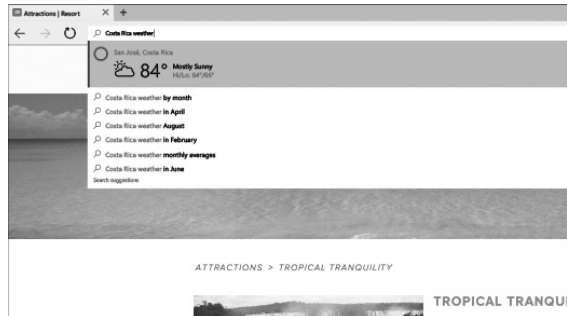 Attractions | Resort
Costa Rica weather
San José, Costa Rica
84°
Mostly Sunny
Hi/Lo: 84°/66°
Costa Rica weather by month
Costa Rica weather in April
Costa Rica weather August
Costa Rica weather in February
Costa Rica weather monthly averages
Costa Rica weather in June
Search suggestions
ATTRACTIONS > TROPICAL TRANQUILITY
TROPICAL TRANQUI